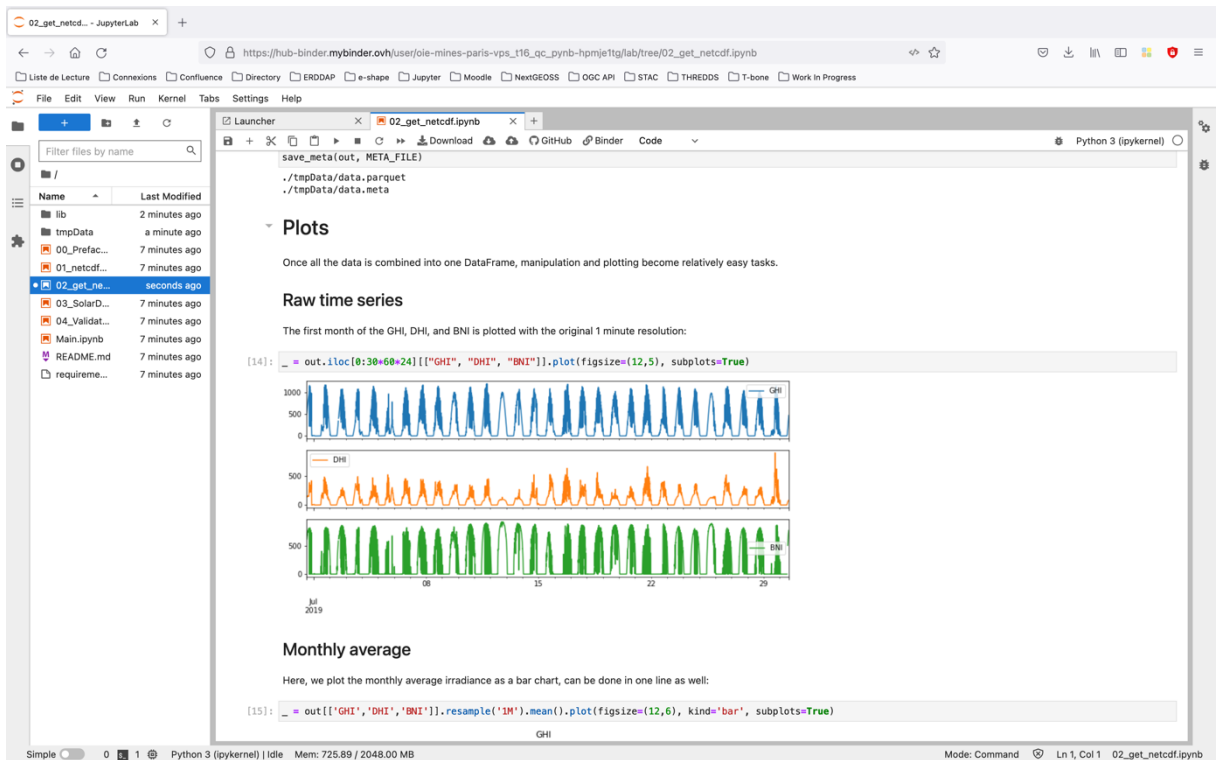 02_get_netcd... - JupyterLab
https://hub-binder.mybinder.ovh/user/oie-mines-paris-vps_t16_qc_pynb-hpmje1tg/lab/tree/02_get_netcdf.ipynb
Liste de Lecture Connexions Confluence Directory ERDDAP e-shape Jupyter Moodle NextGEOSS OGC API STAC THREDDS T-bone Work In Progress
File Edit View Run Kernel Tabs Settings Help
Filter files by name
/
Name Last Modified
lib 2 minutes ago
tmpData a minute ago
00_Prefac... 7 minutes ago
01_netcdf... 7 minutes ago
02_get_ne... seconds ago
03_SolarD... 7 minutes ago
04_Validat... 7 minutes ago
Main.ipynb 7 minutes ago
README.md 7 minutes ago
requireme... 7 minutes ago
Launcher 02_get_netcdf.ipynb
Download GitHub Binder Code Python 3 (ipykernel)
save_meta(out, META_FILE)
./tmpData/data.parquet
./tmpData/data.meta
Plots
Once all the data is combined into one DataFrame, manipulation and plotting become relatively easy tasks.
Raw time series
The first month of the GHI, DHI, and BNI is plotted with the original 1 minute resolution:
[14]: _ = out.iloc[0:30*60*24][["GHI", "DHI", "BNI"]].plot(figsize=(12,5), subplots=True)
1000
500
0
GHI
500
0
DHI
500
0
BNI
08 15 22 29
Jul
2019
Monthly average
Here, we plot the monthly average irradiance as a bar chart, can be done in one line as well:
[15]: _ = out[['GHI','DHI','BNI']].resample('1M').mean().plot(figsize=(12,6), kind='bar', subplots=True)
GHI
Simple 0 1 Python 3 (ipykernel) | Idle Mem: 725.89 / 2048.00 MB Mode: Command Ln 1, Col 1 02_get_netcdf.ipynb